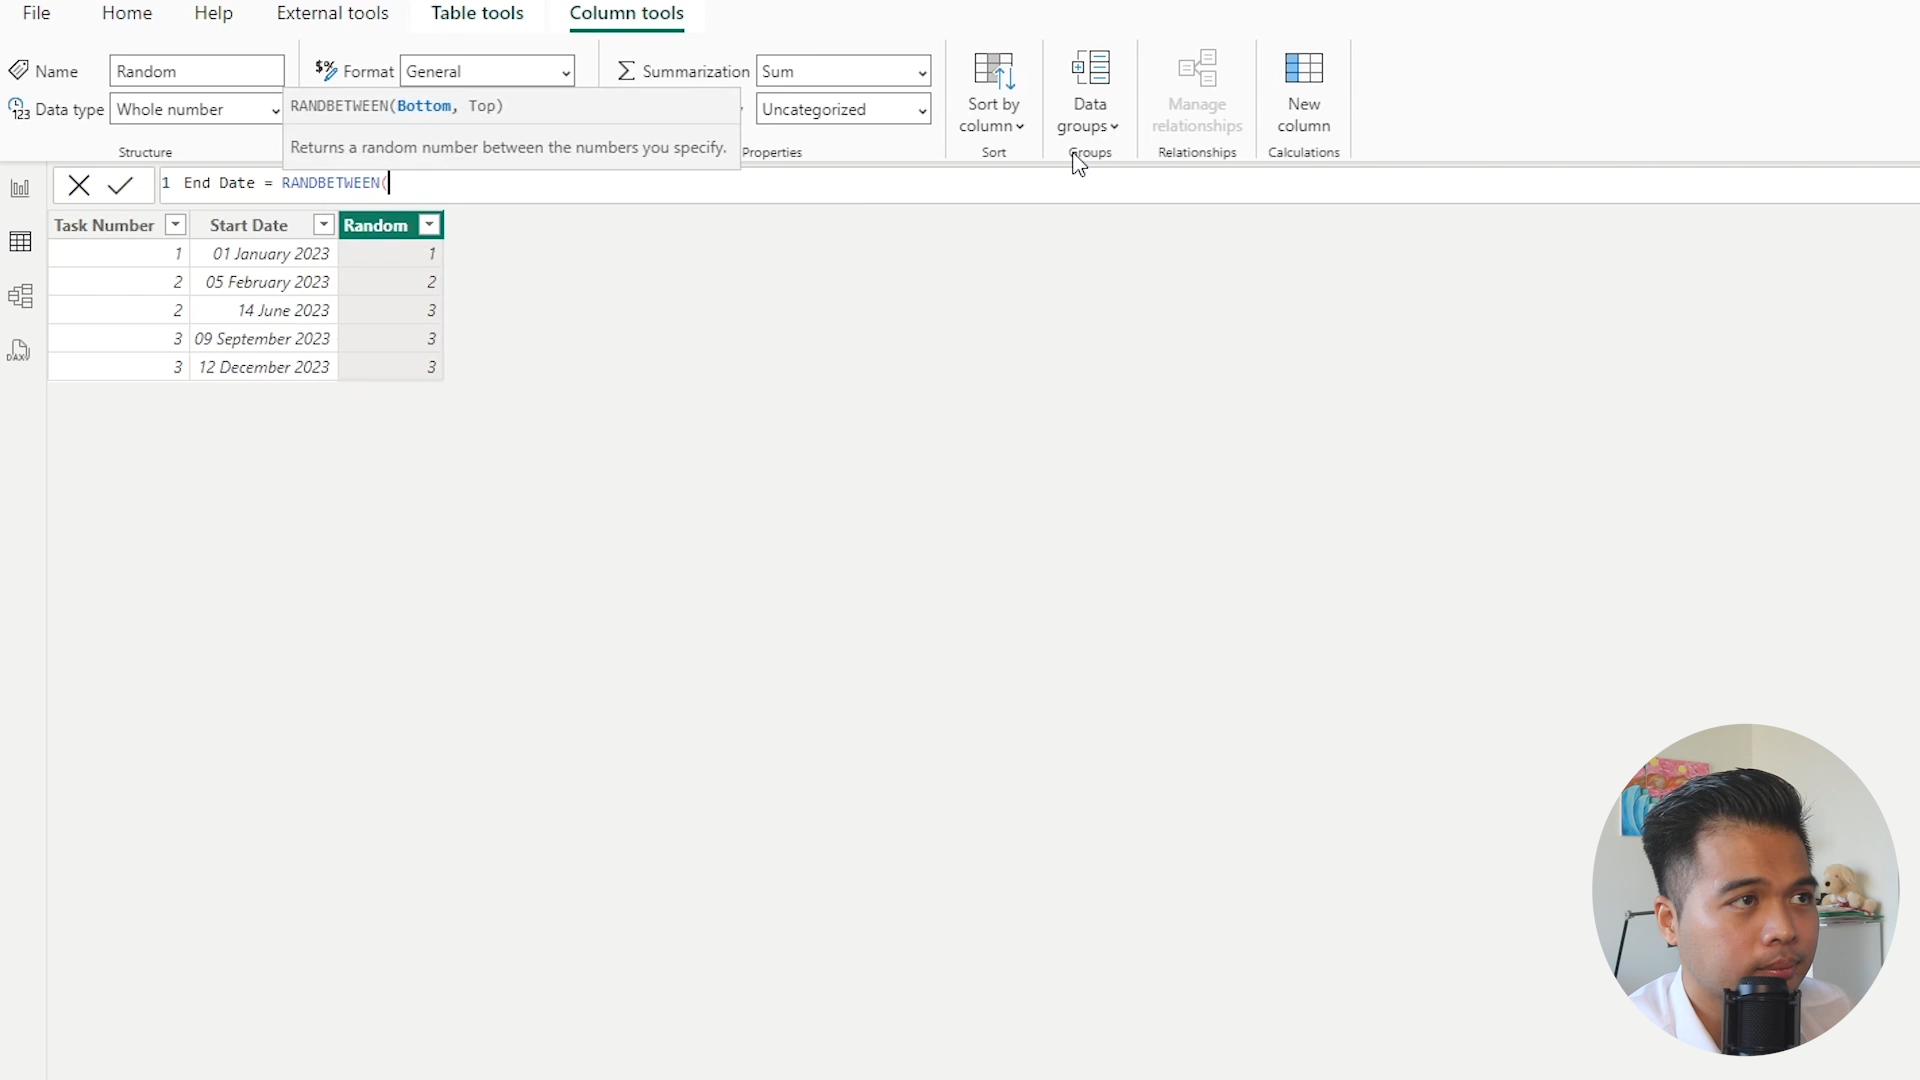 File Home Help External tools Table tools Column tools
Name Random $% Format General Summarization Sum
123 Data type Whole number RANDBETWEEN(Bottom, Top) Uncategorized
Returns a random number between the numbers you specify.
Sort by column
Data groups
Manage relationships
New column
Structure Properties Sort Groups Relationships Calculations
1 End Date = RANDBETWEEN(
Task Number Start Date Random
1 01 January 2023 1
2 05 February 2023 2
2 14 June 2023 3
3 09 September 2023 3
3 12 December 2023 3
DAX